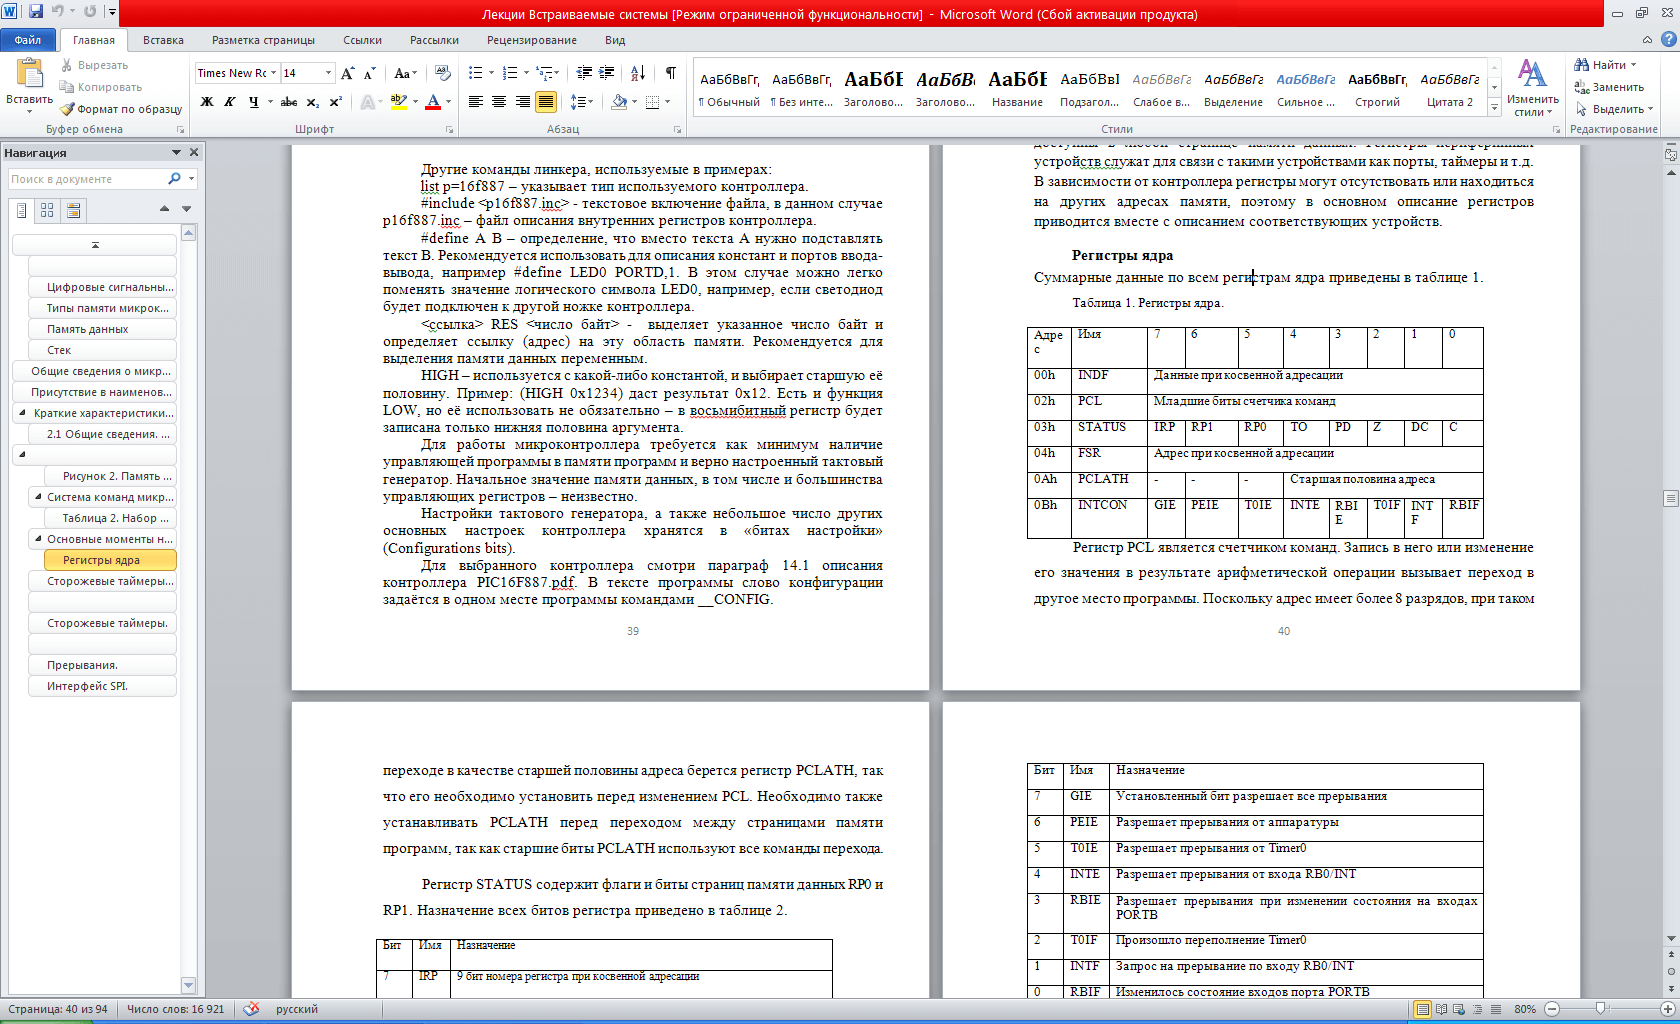 Лекции Встраиваемые системы [Режим ограниченной функциональности] - Microsoft Word (Сбой активации продукта)
Файл Главная Вставка Разметка страницы Ссылки Рассылки Рецензирование Вид
Вставить
Вырезать
Копировать
Формат по образцу
Буфер обмена
Times New Rc 14
Шрифт
Абзац
АаБбВвГг, АаБбВвГг, АаБбЕ АаБбВı АаБбЕ АаБбВвІ АаБбВвГг АаБбВвГг АаБбВвГг АаБбВвГг, АаБбВвГг
¶ Обычный ¶ Без инте... Заголово... Заголово... Название Подзагол... Слабое в... Выделение Сильное ... Строгий Цитата 2
Стили
Изменить стили
Найти
Заменить
Выделить
Редактирование
Навигация
Поиск в документе
Цифровые сигнальны...
Типы памяти микрок...
Память данных
Стек
Общие сведения о микр...
Присутствие в наименов...
Краткие характеристики...
2.1 Общие сведения. ...
Рисунок 2. Память ...
Система команд микр...
Таблица 2. Набор ...
Основные моменты н...
Регистры ядра
Сторожевые таймеры...
Сторожевые таймеры.
Прерывания.
Интерфейс SPI.
Другие команды линкера, используемые в примерах:
list p=16f887 – указывает тип используемого контроллера.
#include <p16f887.inc> - текстовое включение файла, в данном случае
p16f887.inc – файл описания внутренних регистров контроллера.
#define A B – определение, что вместо текста A нужно подставлять
текст B. Рекомендуется использовать для описания констант и портов ввода-
вывода, например #define LED0 PORTD,1. В этом случае можно легко
поменять значение логического символа LED0, например, если светодиод
будет подключен к другой ножке контроллера.
<ссылка> RES <число байт> - выделяет указанное число байт и
определяет ссылку (адрес) на эту область памяти. Рекомендуется для
выделения памяти данных переменным.
HIGH – используется с какой-либо константой, и выбирает старшую её
половину. Пример: (HIGH 0x1234) даст результат 0x12. Есть и функция
LOW, но её использовать не обязательно – в восьмибитный регистр будет
записана только нижняя половина аргумента.
Для работы микроконтроллера требуется как минимум наличие
управляющей программы в памяти программ и верно настроенный тактовый
генератор. Начальное значение памяти данных, в том числе и большинства
управляющих регистров – неизвестно.
Настройки тактового генератора, а также небольшое число других
основных настроек контроллера хранятся в «битах настройки»
(Configurations bits).
Для выбранного контроллера смотри параграф 14.1 описания
контроллера PIC16F887.pdf. В тексте программы слово конфигурации
задаётся в одном месте программы командами __CONFIG.
39
доступны в любой странице памяти данных. Регистры периферийных
устройств служат для связи с такими устройствами как порты, таймеры и т.д.
В зависимости от контроллера регистры могут отсутствовать или находиться
на других адресах памяти, поэтому в основном описание регистров
приводится вместе с описанием соответствующих устройств.
Регистры ядра
Суммарные данные по всем регистрам ядра приведены в таблице 1.
Таблица 1. Регистры ядра.
Адрес Имя 7 6 5 4 3 2 1 0
00h INDF Данные при косвенной адресации
02h PCL Младшие биты счетчика команд
03h STATUS IRP RP1 RP0 TO PD Z DC C
04h FSR Адрес при косвенной адресации
0Ah PCLATH - - - Старшая половина адреса
0Bh INTCON GIE PEIE T0IE INTE RBIE T0IF INTF RBIF
Регистр PCL является счетчиком команд. Запись в него или изменение
его значения в результате арифметической операции вызывает переход в
другое место программы. Поскольку адрес имеет более 8 разрядов, при таком
40
переходе в качестве старшей половины адреса берется регистр PCLATH, так
что его необходимо установить перед изменением PCL. Необходимо также
устанавливать PCLATH перед переходом между страницами памяти
программ, так как старшие биты PCLATH используют все команды перехода.
Регистр STATUS содержит флаги и биты страниц памяти данных RP0 и
RP1. Назначение всех битов регистра приведено в таблице 2.
Бит Имя Назначение
7 IRP 9 бит номера регистра при косвенной адресации
Бит Имя Назначение
7 GIE Установленный бит разрешает все прерывания
6 PEIE Разрешает прерывания от аппаратуры
5 T0IE Разрешает прерывания от Timer0
4 INTE Разрешает прерывания от входа RB0/INT
3 RBIE Разрешает прерывания при изменении состояния на входах
PORTB
2 T0IF Произошло переполнение Timer0
1 INTF Запрос на прерывание по входу RB0/INT
0 RBIF Изменилось состояние входов порта PORTB
Страница: 40 из 94 Число слов: 16 921 русский 80%